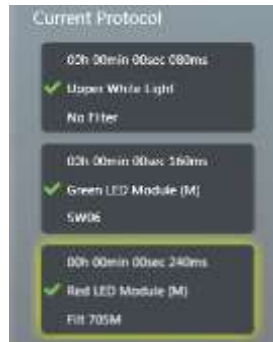 Current Protocol
00h 00min 00sec 080ms
Upper White Light
No Filter
00h 00min 00sec 160ms
Green LED Module (M)
SW06
00h 00min 00sec 240ms
Red LED Module (M)
Filt 705M